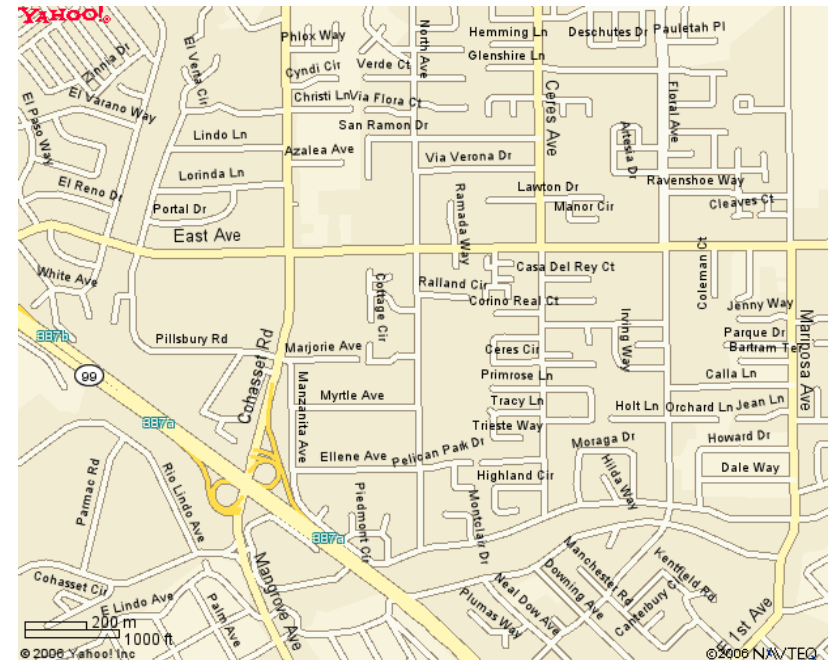 YAHOO!®
Phlox Way
North Ave
Hemming Ln
Deschutes Dr
Pauletah Pl
Zinnia Dr
El Verta Cir
Cyndi Cir
Verde Ct
Glenshire Ln
El Varano Way
Christi Ln
Via Flora Ct
Ceres Ave
Floral Ave
El Paso Way
Lindo Ln
San Ramon Dr
Artesia Dr
Azalea Ave
Via Verona Dr
Lorinda Ln
Ravenshoe Way
El Reno Dr
Lawton Dr
Portal Dr
Ramada Way
Manor Cir
Cleaves Ct
East Ave
White Ave
Casa Del Rey Ct
Coleman Ct
Cottage Cir
Ralland Cir
Corino Real Ct
Jenny Way
387b
Pillsbury Rd
Cohasset Rd
Marjorie Ave
Irving Way
Parque Dr
Mariposa Ave
Ceres Cir
Bartram Ter
99
Primrose Ln
Calla Ln
Manzanita Ave
Myrtle Ave
Tracy Ln
Holt Ln
Orchard Ln
Jean Ln
387a
Trieste Way
Ellene Ave
Pelican Park Dr
Moraga Dr
Howard Dr
Parmac Rd
Rio Lindo Ave
Highland Cir
Hilda Way
Dale Way
Piedmont Cir
Montclair Dr
387a
Mangrove Ave
Manchester Rd
Kentfield Rd
Cohasset Cir
Downing Ave
Neal Dow Ave
Canterbury C
E Lindo Ave
Palm Ave
Plumas Way
E 1st Ave
200 m
1000 ft
©2006 Yahoo! Inc
©2006 NAVTEQ